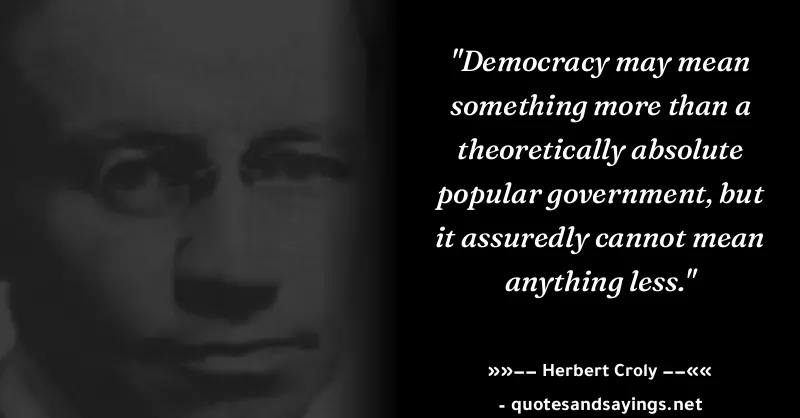 "Democracy may mean
something more than a
theoretically absolute
popular government, but
it assuredly cannot mean
anything less."
»»–– Herbert Croly ––««
- quotesandsayings.net